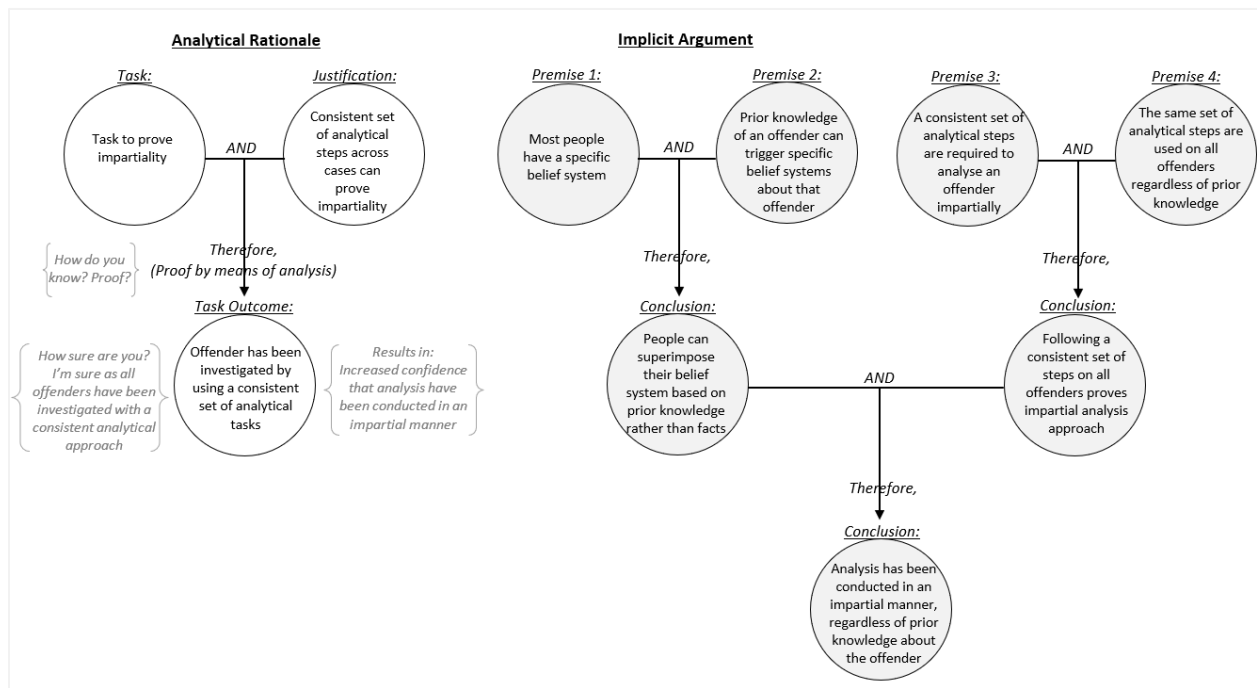 Analytical Rationale
Task:
Task to prove
impartiality
AND
Justification:
Consistent set
of analytical
steps across
cases can
prove
impartiality
Therefore,
(Proof by means of analysis)
How do you
know? Proof?
Task Outcome:
Offender has been
investigated by
using a consistent
set of analytical
tasks
How sure are you?
I'm sure as all
offenders have been
investigated with a
consistent analytical
approach
Results in:
Increased confidence
that analysis have
been conducted in an
impartial manner
Implicit Argument
Premise 1:
Most people
have a specific
belief system
AND
Premise 2:
Prior knowledge
of an offender can
trigger specific
belief systems
about that
offender
Therefore,
Conclusion:
People can
superimpose
their belief
system based on
prior knowledge
rather than facts
Premise 3:
A consistent set of
analytical steps
are required to
analyse an
offender
impartially
AND
Premise 4:
The same set of
analytical steps are
used on all
offenders
regardless of prior
knowledge
Therefore,
Conclusion:
Following a
consistent set of
steps on all
offenders proves
impartial analysis
approach
AND
Therefore,
Conclusion:
Analysis has been
conducted in an
impartial manner,
regardless of prior
knowledge about
the offender